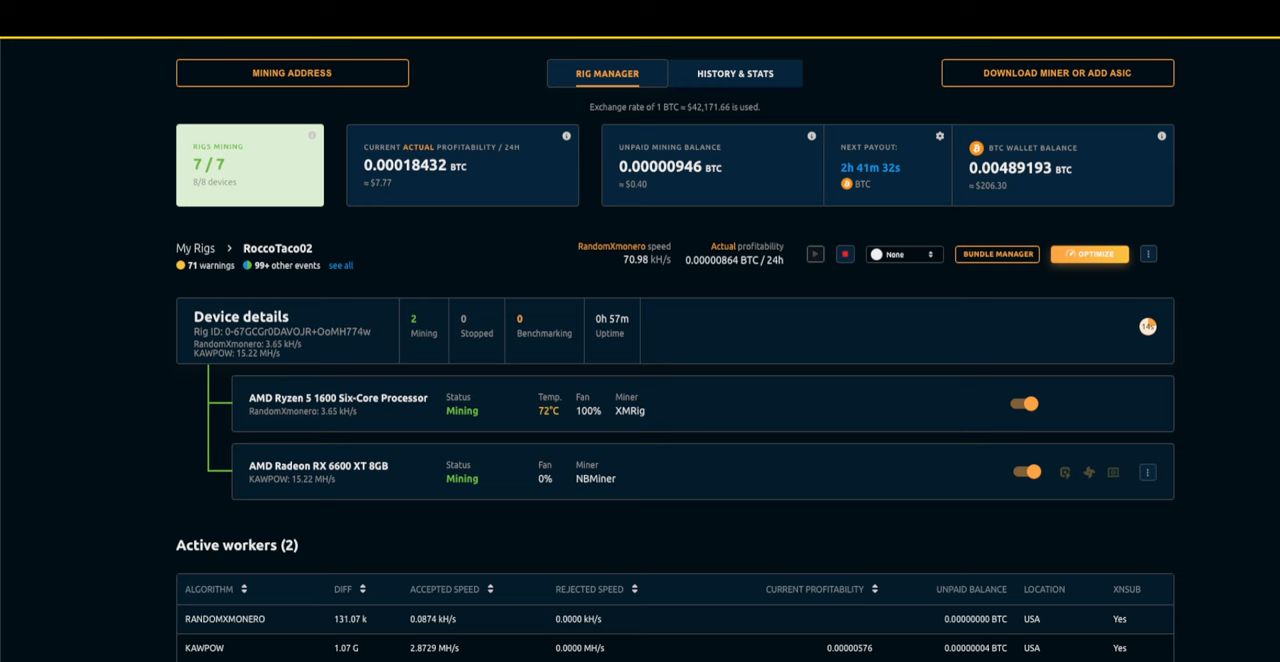 MINING ADDRESS
RIG MANAGER
HISTORY & STATS
DOWNLOAD MINER OR ADD ASIC
Exchange rate of 1 BTC ≈ $42,171.66 is used.
RIGS MINING
7 / 7
8/8 devices
CURRENT ACTUAL PROFITABILITY / 24H
0.00018432 BTC
≈ $7.77
UNPAID MINING BALANCE
0.00000946 BTC
≈ $0.40
NEXT PAYOUT:
2h 41m 32s
BTC
BTC WALLET BALANCE
0.00489193 BTC
≈ $206.30
My Rigs > RoccoTaco02
71 warnings 99+ other events see all
RandomXmonero speed
70.98 kH/s
Actual profitability
0.00000864 BTC / 24h
None
BUNDLE MANAGER
OPTIMIZE
Device details
Rig ID: 0-67GCGr0DAVOJR+OoMH774w
RandomXmonero: 3.65 kH/s
KAWPOW: 15.22 MH/s
2
Mining
0
Stopped
0
Benchmarking
0h 57m
Uptime
14s
AMD Ryzen 5 1600 Six-Core Processor
RandomXmonero: 3.65 kH/s
Status
Mining
Temp.
72°C
Fan
100%
Miner
XMRig
AMD Radeon RX 6600 XT 8GB
KAWPOW: 15.22 MH/s
Status
Mining
Fan
0%
Miner
NBMiner
Active workers (2)
ALGORITHM DIFF ACCEPTED SPEED REJECTED SPEED CURRENT PROFITABILITY UNPAID BALANCE LOCATION XNSUB
RANDOMXMONERO 131.07 k 0.0874 kH/s 0.0000 kH/s 0.00000000 BTC USA Yes
KAWPOW 1.07 G 2.8729 MH/s 0.0000 MH/s 0.00000576 0.00000004 BTC USA Yes